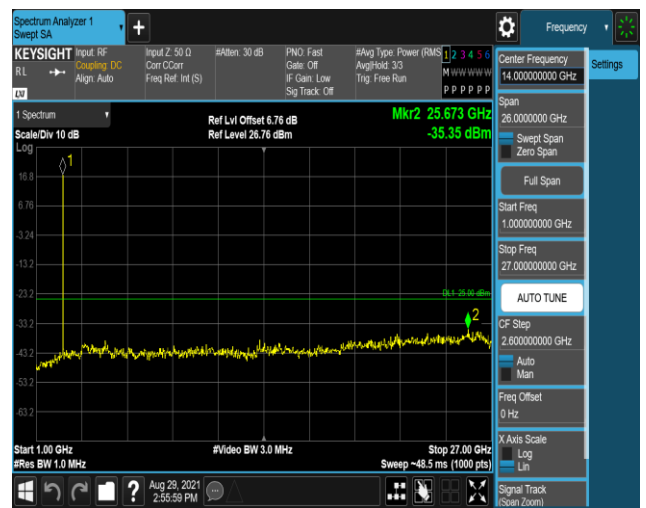 Spectrum Analyzer 1
Swept SA
+
Frequency
KEYSIGHT
RL
LXI
Input: RF
Coupling: DC
Align: Auto
Input Z: 50 Ω
Corr CCorr
Freq Ref: Int (S)
#Atten: 30 dB
PNO: Fast
Gate: Off
IF Gain: Low
Sig Track: Off
#Avg Type: Power (RMS
Avg|Hold: 3/3
Trig: Free Run
1 2 3 4 5 6
M W W W W W
P P P P P P
Center Frequency
14.000000000 GHz
Settings
Span
26.0000000 GHz
Swept Span
Zero Span
Full Span
Start Freq
1.000000000 GHz
Stop Freq
27.000000000 GHz
AUTO TUNE
CF Step
2.600000000 GHz
Auto
Man
Freq Offset
0 Hz
X Axis Scale
Log
Lin
Signal Track
(Span Zoom)
1 Spectrum
Scale/Div 10 dB
Ref Lvl Offset 6.76 dB
Ref Level 26.76 dBm
Mkr2 25.673 GHz
-35.35 dBm
Log
1
16.8
6.76
-3.24
-13.2
-23.2
DL1 -25.00 dBm
2
-33.2
-43.2
-53.2
-63.2
Start 1.00 GHz
#Video BW 3.0 MHz
Stop 27.00 GHz
#Res BW 1.0 MHz
Sweep ~48.5 ms (1000 pts)
?
Aug 29, 2021
2:55:59 PM